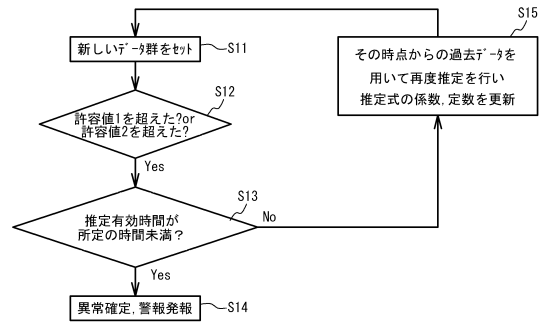 S15
新しいﾃﾞｰﾀ群をｾｯﾄ
S11
その時点からの過去ﾃﾞｰﾀを
用いて再度推定を行い
推定式の係数,定数を更新
S12
許容値1を超えた?or
許容値2を超えた?
Yes
S13
推定有効時間が
所定の時間未満？
No
Yes
異常確定,警報発報
S14